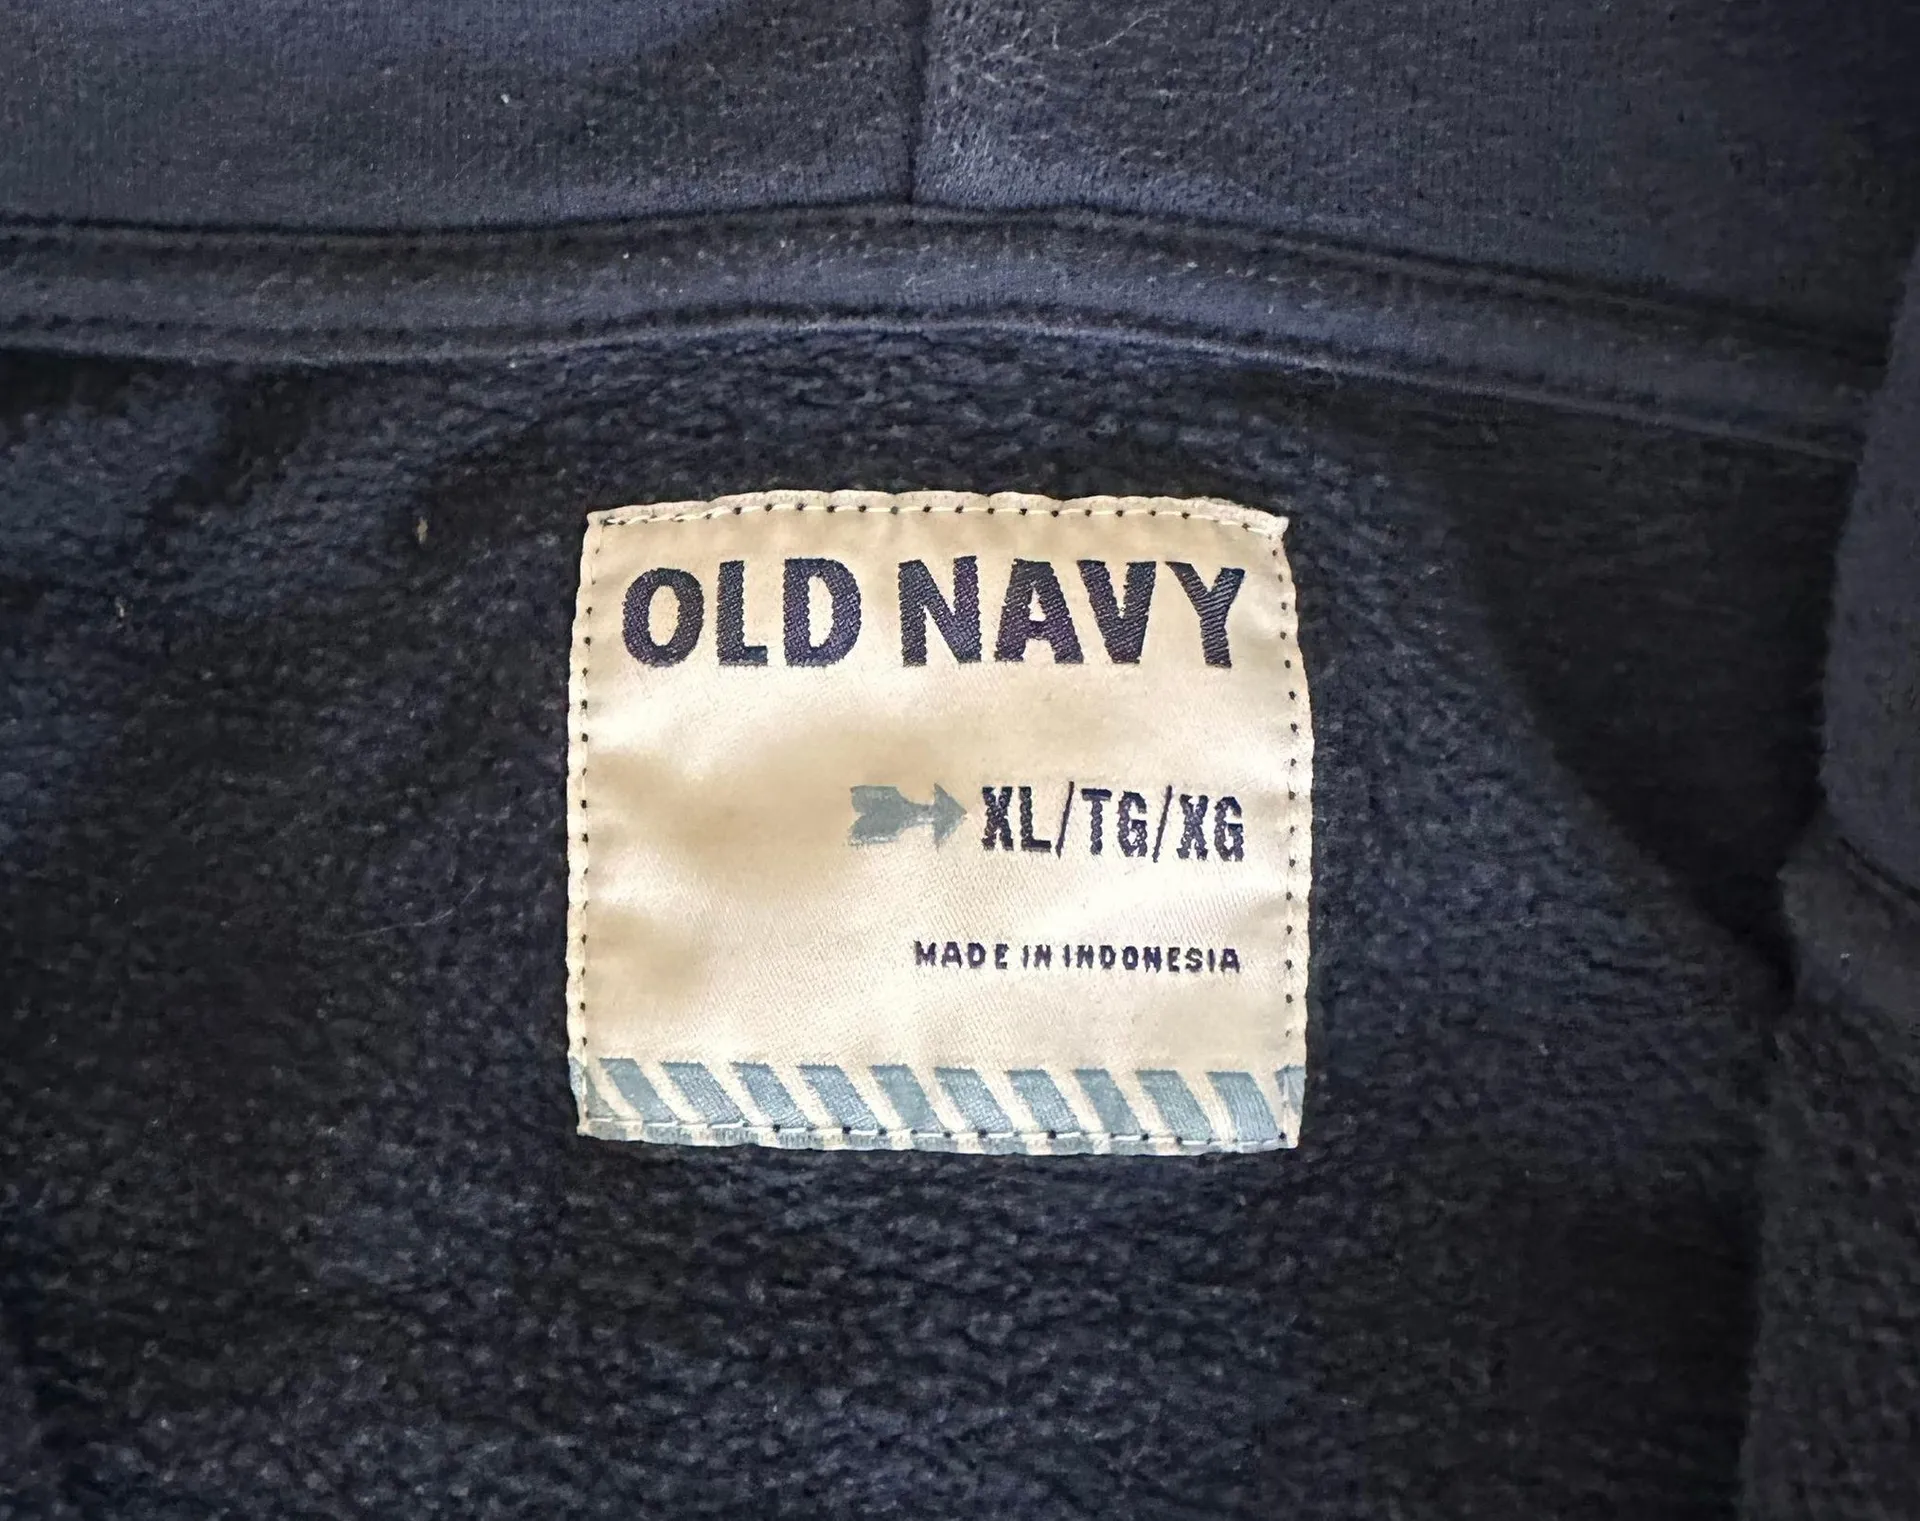 OLD NAVY
XL/TG/XG
MADE IN INDONESIA